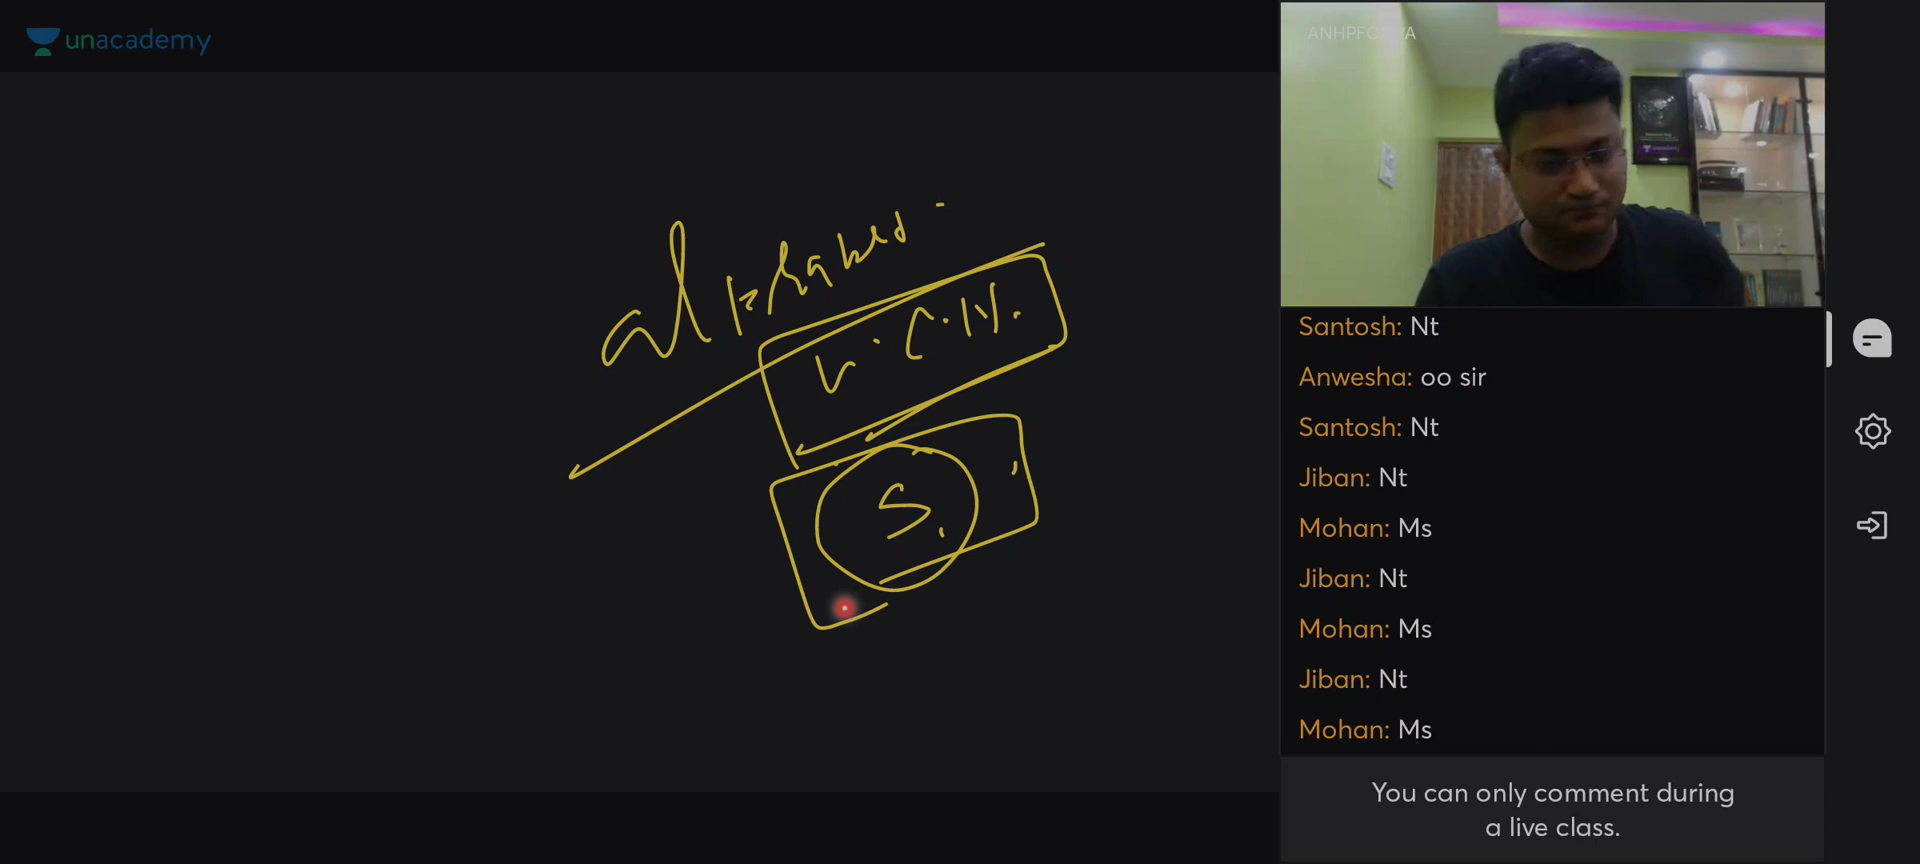 unacademy
alphabet
V. C. N.
S.
Santosh: Nt
Anwesha: oo sir
Santosh: Nt
Jiban: Nt
Mohan: Ms
Jiban: Nt
Mohan: Ms
Jiban: Nt
Mohan: Ms
You can only comment during
a live class.